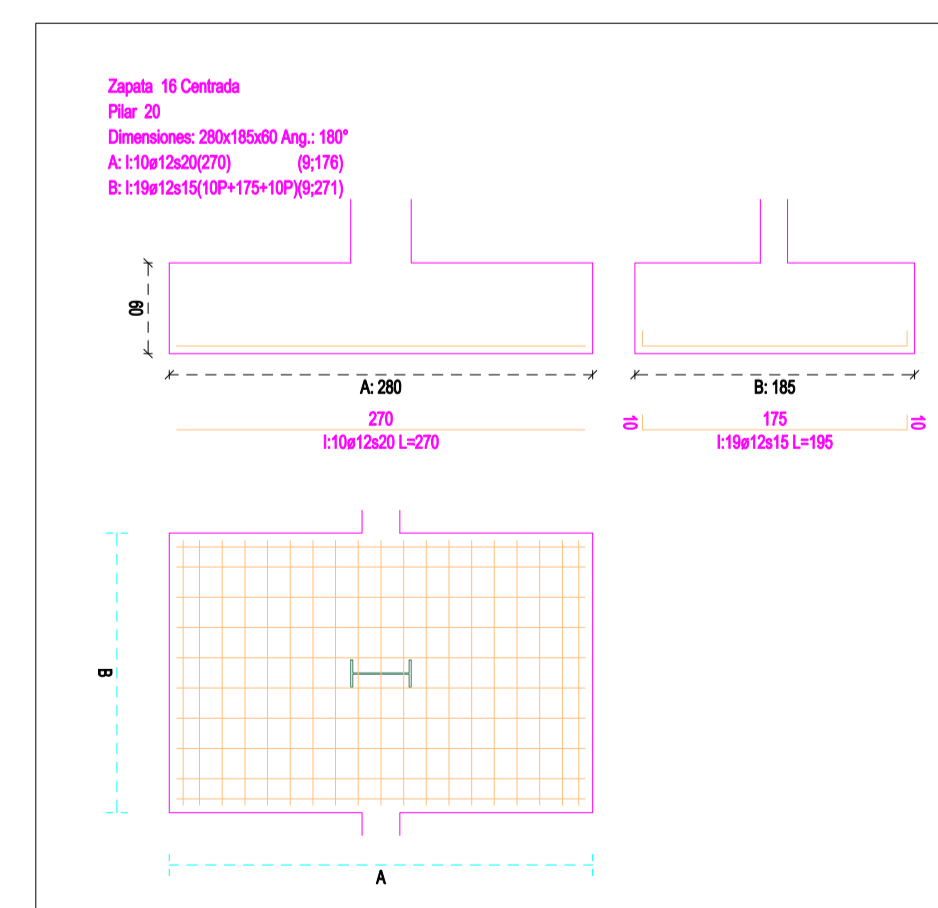 Zapata 16 Centrada
Pilar 20
Dimensiones: 280x185x60 Ang.: 180°
A: I:10ø12s20(270) (9;176)
B: I:19ø12s15(10P+175+10P)(9;271)
60
A: 280
B: 185
270
I:10ø12s20 L=270
10
175
10
I:19ø12s15 L=195
B
A